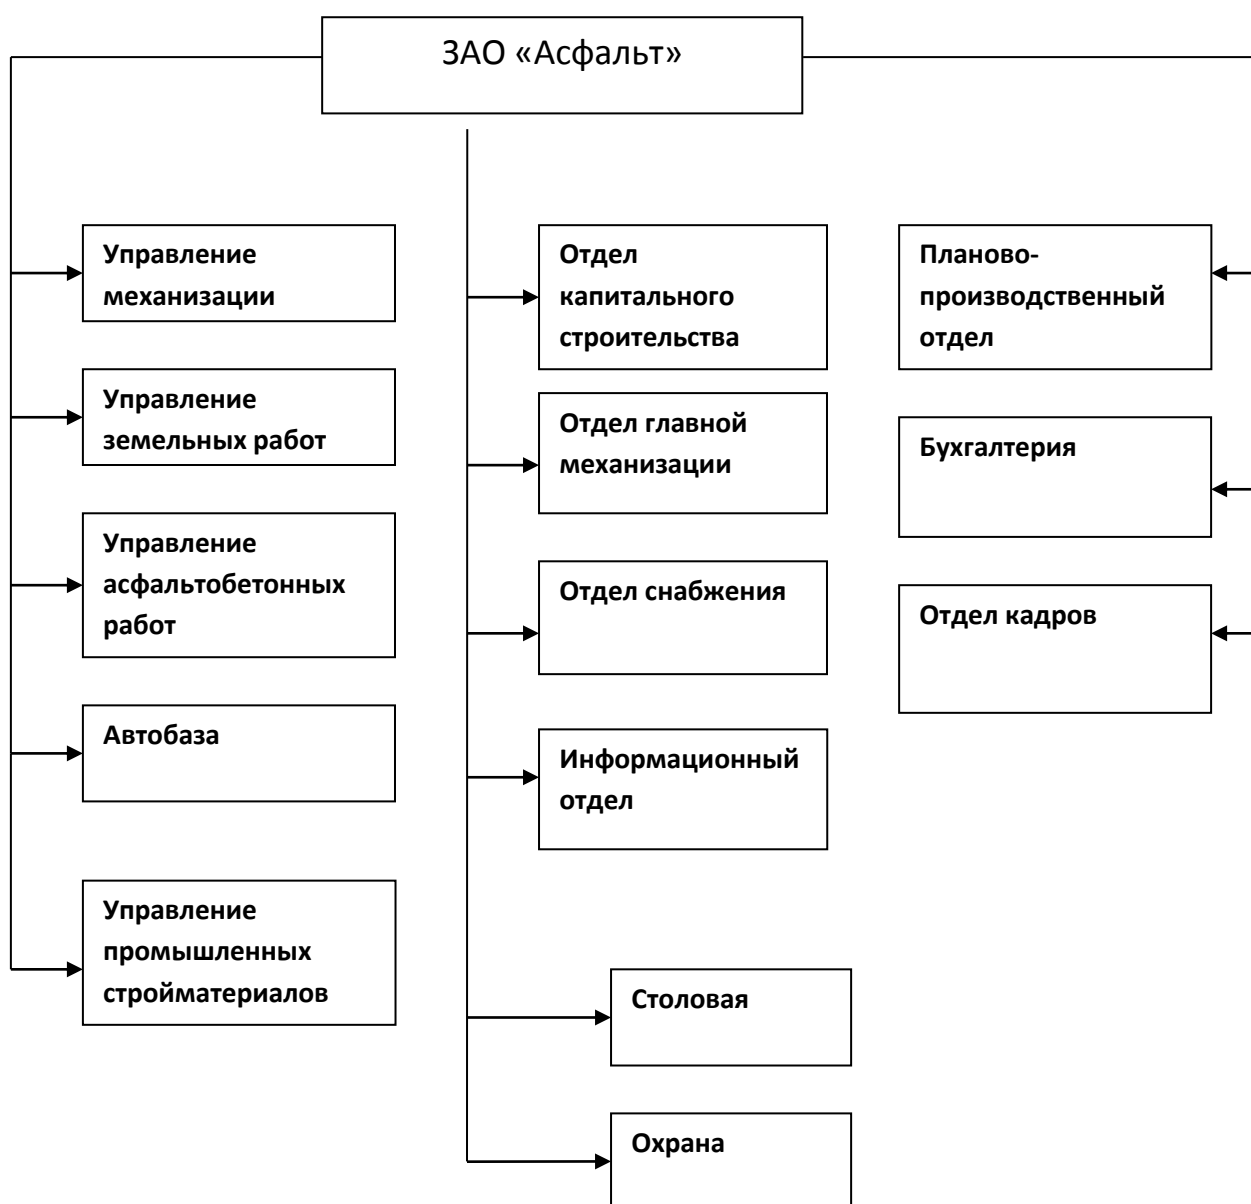 ЗАО «Асфальт»
Управление
механизации
Управление
земельных работ
Управление
асфальтобетонных
работ
Автобаза
Управление
промышленных
стройматериалов
Отдел
капитального
строительства
Отдел главной
механизации
Отдел снабжения
Информационный
отдел
Столовая
Охрана
Планово-
производственный
отдел
Бухгалтерия
Отдел кадров